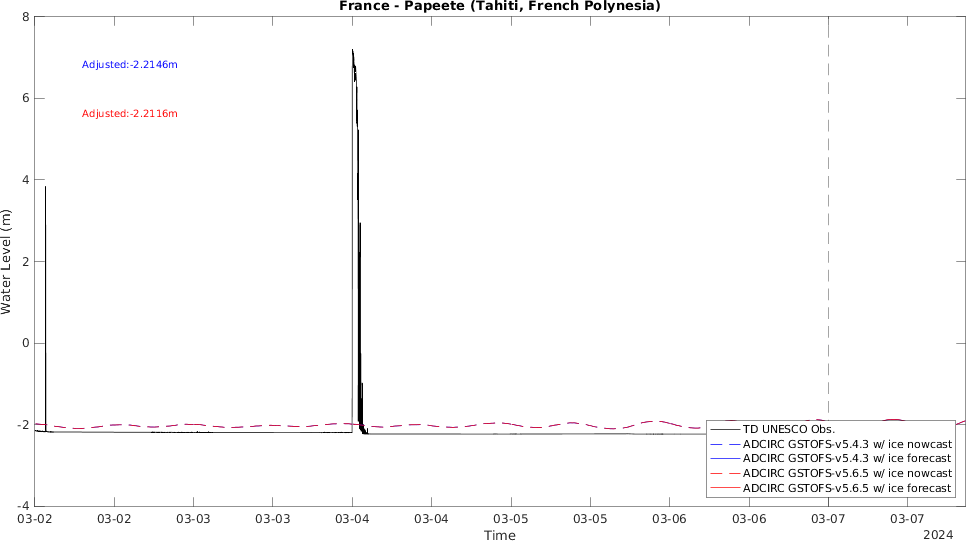 France - Papeete (Tahiti, French Polynesia)
8
6
4
2
0
-2
-4
Water Level (m)
Adjusted:-2.2146m
Adjusted:-2.2116m
TD UNESCO Obs.
ADCIRC GSTOFS-v5.4.3 w/ ice nowcast
ADCIRC GSTOFS-v5.4.3 w/ ice forecast
ADCIRC GSTOFS-v5.6.5 w/ ice nowcast
ADCIRC GSTOFS-v5.6.5 w/ ice forecast
03-02 03-02 03-03 03-03 03-04 03-04 03-05 03-05 03-06 03-06 03-07 03-07
Time
2024